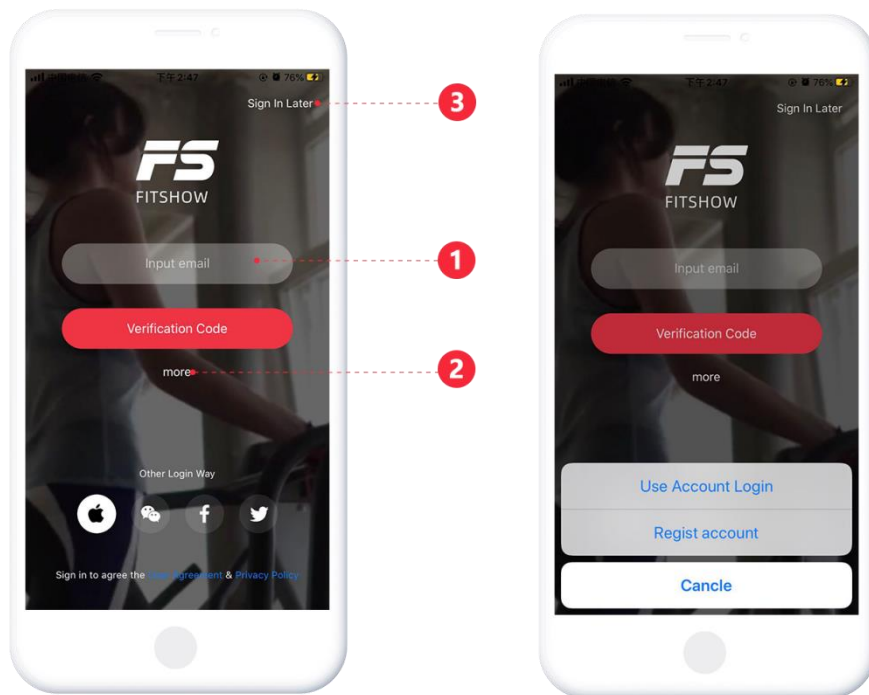 下午2:47
76%
Sign In Later
3
FS
FITSHOW
Input email
1
Verification Code
more
2
Other Login Way
Sign in to agree the User Agreement & Privacy Policy
下午2:47
76%
Sign In Later
FS
FITSHOW
Input email
Verification Code
more
Use Account Login
Regist account
Cancle